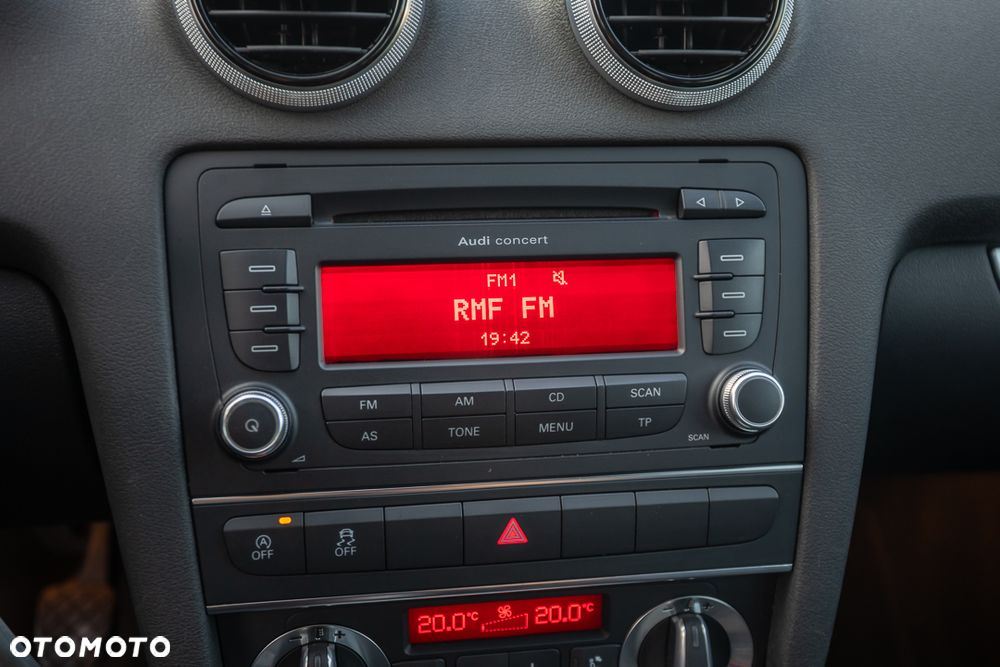 Audi concert
FM1
RMF FM
19:42
FM AM CD SCAN
AS TONE MENU TP
Q
SCAN
A
OFF OFF
20.0°C 20.0°C
OTOMOTO